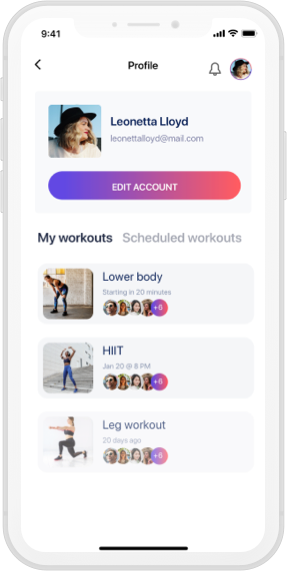 9:41
Profile
Leonetta Lloyd
leonettalloyd@mail.com
EDIT ACCOUNT
My workouts Scheduled workouts
Lower body
Starting in 20 minutes
+6
HIIT
Jan 20 @ 8 PM
+6
Leg workout
20 days ago
+6